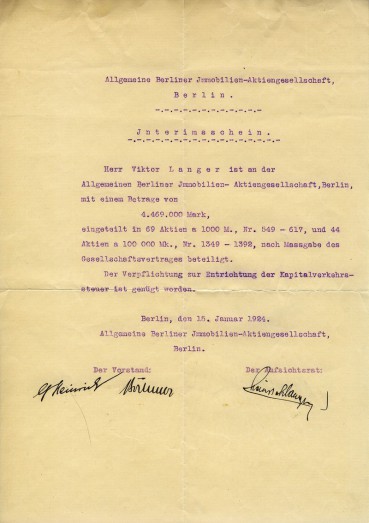 Allgemeine Berliner Jmmobilien-Aktiengesellschaft,
B e r l i n .
-.-.-.-.-.-.-.-.-.-.-
J n t e r i m s s c h e i n .
-.-.-.-.-.-.-.-.-.-.-.-.-.-.-
Herr Viktor L a n g e r ist an der
Allgemeinen Berliner Jmmobilien- Aktiengesellschaft,Berlin,
mit einem Betrage von
4.469.000 Mark,
eingeteilt in 69 Aktien a 1000 M., Nr. 549 - 617, und 44
Aktien a 100 000 Mk., Nr. 1349 - 1392, nach Massgabe des
Gesellschaftsvertrages beteiligt.
Der Verpflichtung zur Entrichtung der Kapitalverkehrs-
steuer ist genügt worden.
Berlin, den 15. Januar 1924.
Allgemeine Berliner Jmmobilien-Aktiengesellschaft,
Berlin.
Der Vorstand: Der Aufsichtsrat:
Heinrich